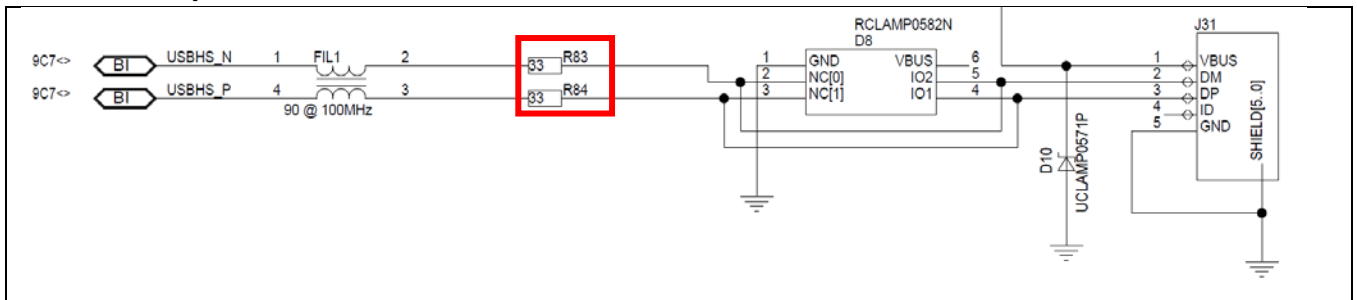 RCLAMP0582N
D8
J31
9C7<> BI USBHS_N 1 FIL1 2 33 R83
9C7<> BI USBHS_P 4 3 33 R84
90 @ 100MHz
1 GND VBUS 6
2 NC[0] IO2 5
3 NC[1] IO1 4
1 VBUS
2 DM
3 DP
4 ID
5 GND
SHIELD[5..0]
D10
UCLAMP0571P